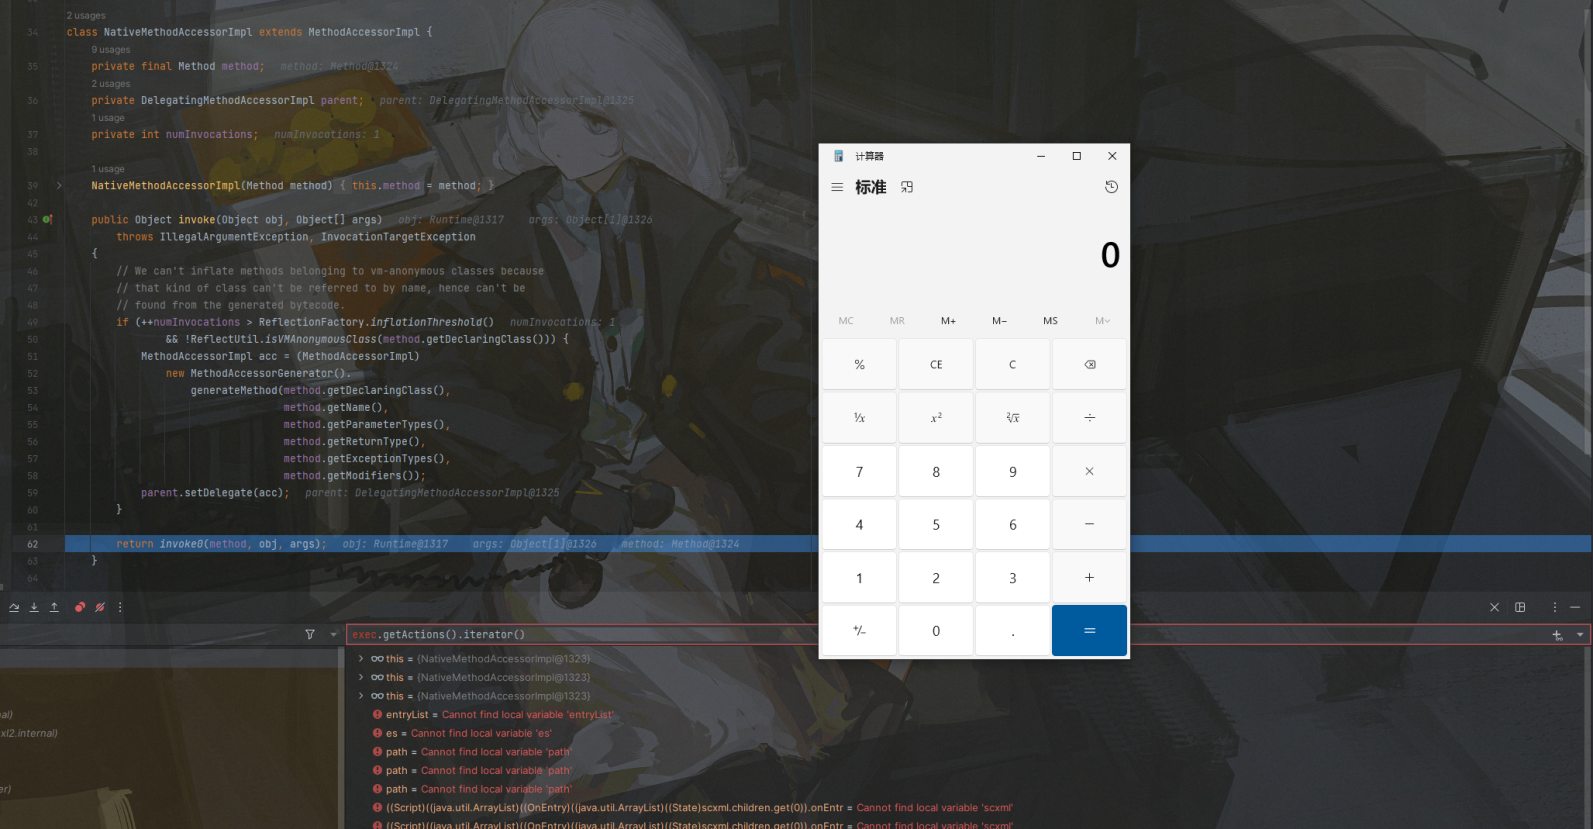 2 usages
34 class NativeMethodAccessorImpl extends MethodAccessorImpl {
9 usages
35 private final Method method; method: Method@1324
2 usages
36 private DelegatingMethodAccessorImpl parent; parent: DelegatingMethodAccessorImpl@1325
1 usage
37 private int numInvocations; numInvocations: 1
38
1 usage
39 NativeMethodAccessorImpl(Method method) { this.method = method; }
42
43 public Object invoke(Object obj, Object[] args) obj: Runtime@1317 args: Object[1]@1326
44 throws IllegalArgumentException, InvocationTargetException
45 {
46 // We can't inflate methods belonging to vm-anonymous classes because
47 // that kind of class can't be referred to by name, hence can't be
48 // found from the generated bytecode.
49 if (++numInvocations > ReflectionFactory.inflationThreshold() numInvocations: 1
50 && !ReflectUtil.isVMAnonymousClass(method.getDeclaringClass())) {
51 MethodAccessorImpl acc = (MethodAccessorImpl)
52 new MethodAccessorGenerator().
53 generateMethod(method.getDeclaringClass(),
54 method.getName(),
55 method.getParameterTypes(),
56 method.getReturnType(),
57 method.getExceptionTypes(),
58 method.getModifiers());
59 parent.setDelegate(acc); parent: DelegatingMethodAccessorImpl@1325
60 }
61
62 return invoke0(method, obj, args); obj: Runtime@1317 args: Object[1]@1326 method: Method@1324
63 }
64
计算器
标准
0
MC MR M+ M− MS M˅
% CE C
⅟x x² ²√x ÷
7 8 9 ×
4 5 6 −
1 2 3 +
+/− 0 . =
exec.getActions().iterator()
this = {NativeMethodAccessorImpl@1323}
this = {NativeMethodAccessorImpl@1323}
this = {NativeMethodAccessorImpl@1323}
entryList = Cannot find local variable 'entryList'
es = Cannot find local variable 'es'
path = Cannot find local variable 'path'
path = Cannot find local variable 'path'
path = Cannot find local variable 'path'
((Script)((java.util.ArrayList)((OnEntry)((java.util.ArrayList)((State)scxml.children.get(0)).onEntr = Cannot find local variable 'scxml'
((Script)((java.util.ArrayList)((OnEntry)((java.util.ArrayList)((State)scxml.children.get(0)).onEntr = Cannot find local variable 'scxml'
al)
xl2.internal)
er)